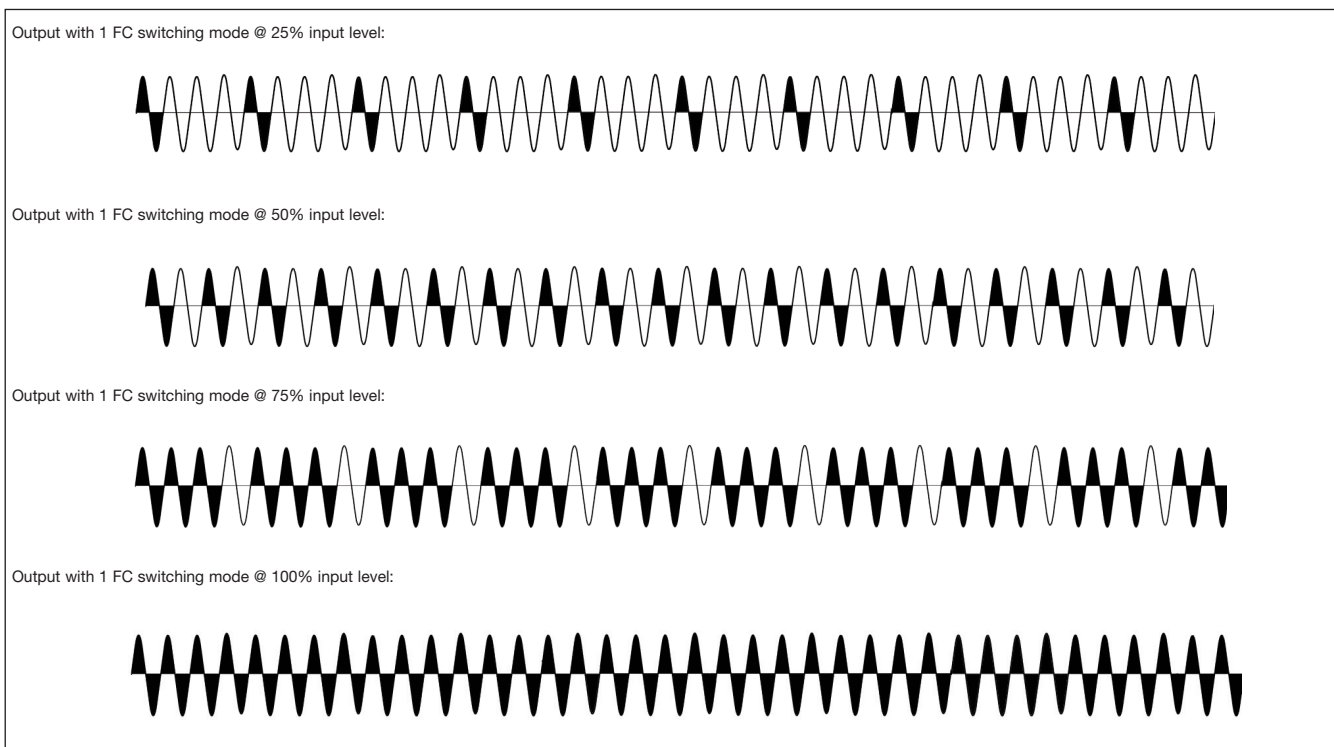 Output with 1 FC switching mode @ 25% input level:
Output with 1 FC switching mode @ 50% input level:
Output with 1 FC switching mode @ 75% input level:
Output with 1 FC switching mode @ 100% input level: